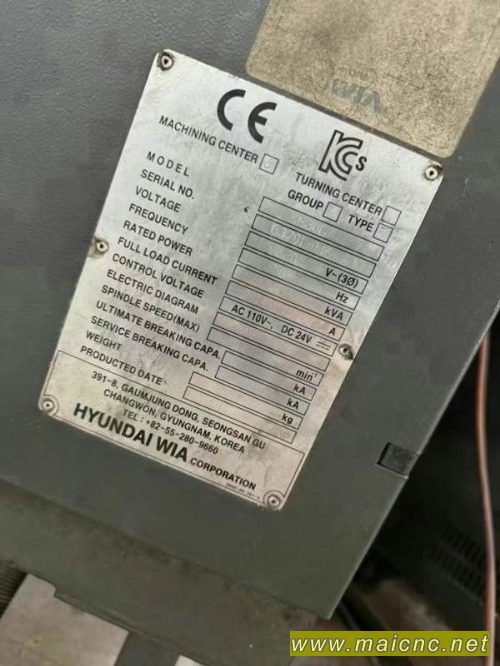 WIA
CE
KCs
MACHINING CENTER
TURNING CENTER
GROUP TYPE
MODEL
SERIAL NO.
VOLTAGE V~(3Ø)
FREQUENCY Hz
RATED POWER kVA
FULL LOAD CURRENT A
CONTROL VOLTAGE AC 110V~, DC 24V
ELECTRIC DIAGRAM
SPINDLE SPEED(MAX) min⁻¹
ULTIMATE BREAKING CAPA. kA
SERVICE BREAKING CAPA. kA
WEIGHT kg
PRODUCTED DATE
391-8, GAUMJUNG DONG, SEONGSAN GU
CHANGWON, GYUNGNAM, KOREA
TEL : +82-55-280-9660
HYUNDAI WIA CORPORATION
www.maicnc.net